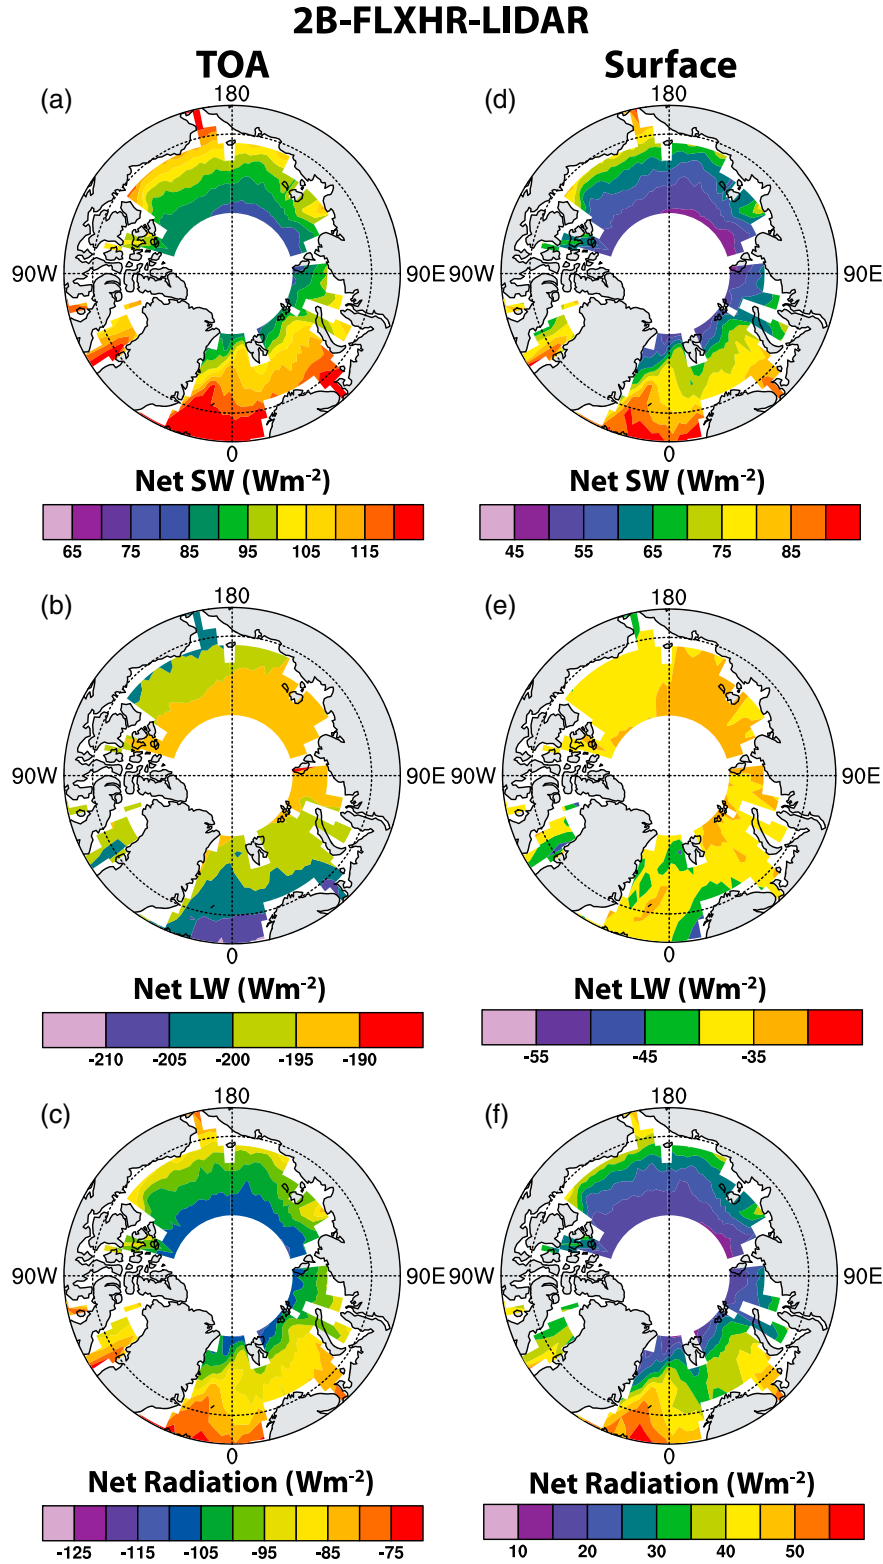 2B-FLXHR-LIDAR
TOA Surface
(a) 180 (d) 180
90W 90E 90W 90E
0 0
Net SW (Wm-2) Net SW (Wm-2)
65 75 85 95 105 115 45 55 65 75 85
(b) 180 (e) 180
90W 90E 90W 90E
0 0
Net LW (Wm-2) Net LW (Wm-2)
-210 -205 -200 -195 -190 -55 -45 -35
(c) 180 (f) 180
90W 90E 90W 90E
0 0
Net Radiation (Wm-2) Net Radiation (Wm-2)
-125 -115 -105 -95 -85 -75 10 20 30 40 50